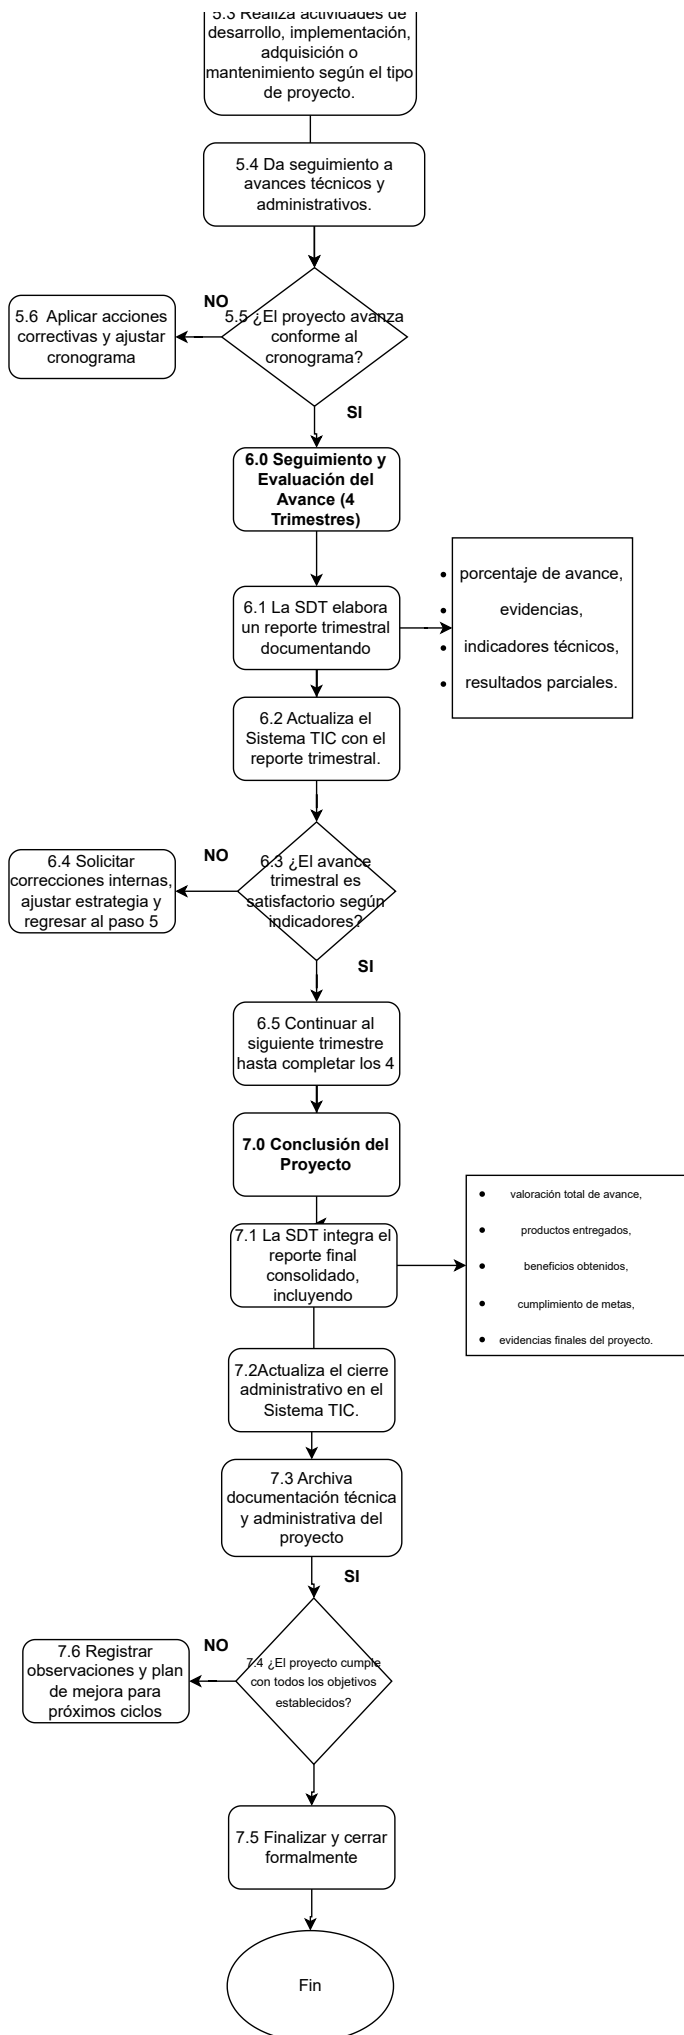 5.3 Realiza actividades de
desarrollo, implementación,
adquisición o
mantenimiento según el tipo
de proyecto.
5.4 Da seguimiento a
avances técnicos y
administrativos.
NO
5.5 ¿El proyecto avanza
conforme al
cronograma?
5.6 Aplicar acciones
correctivas y ajustar
cronograma
SI
6.0 Seguimiento y
Evaluación del
Avance (4
Trimestres)
6.1 La SDT elabora
un reporte trimestral
documentando
• porcentaje de avance,
• evidencias,
• indicadores técnicos,
• resultados parciales.
6.2 Actualiza el
Sistema TIC con el
reporte trimestral.
NO
6.3 ¿El avance
trimestral es
satisfactorio según
indicadores?
6.4 Solicitar
correcciones internas,
ajustar estrategia y
regresar al paso 5
SI
6.5 Continuar al
siguiente trimestre
hasta completar los 4
7.0 Conclusión del
Proyecto
7.1 La SDT integra el
reporte final
consolidado,
incluyendo
• valoración total de avance,
• productos entregados,
• beneficios obtenidos,
• cumplimiento de metas,
• evidencias finales del proyecto.
7.2Actualiza el cierre
administrativo en el
Sistema TIC.
7.3 Archiva
documentación técnica
y administrativa del
proyecto
SI
NO
7.4 ¿El proyecto cumple
con todos los objetivos
establecidos?
7.6 Registrar
observaciones y plan
de mejora para
próximos ciclos
7.5 Finalizar y cerrar
formalmente
Fin